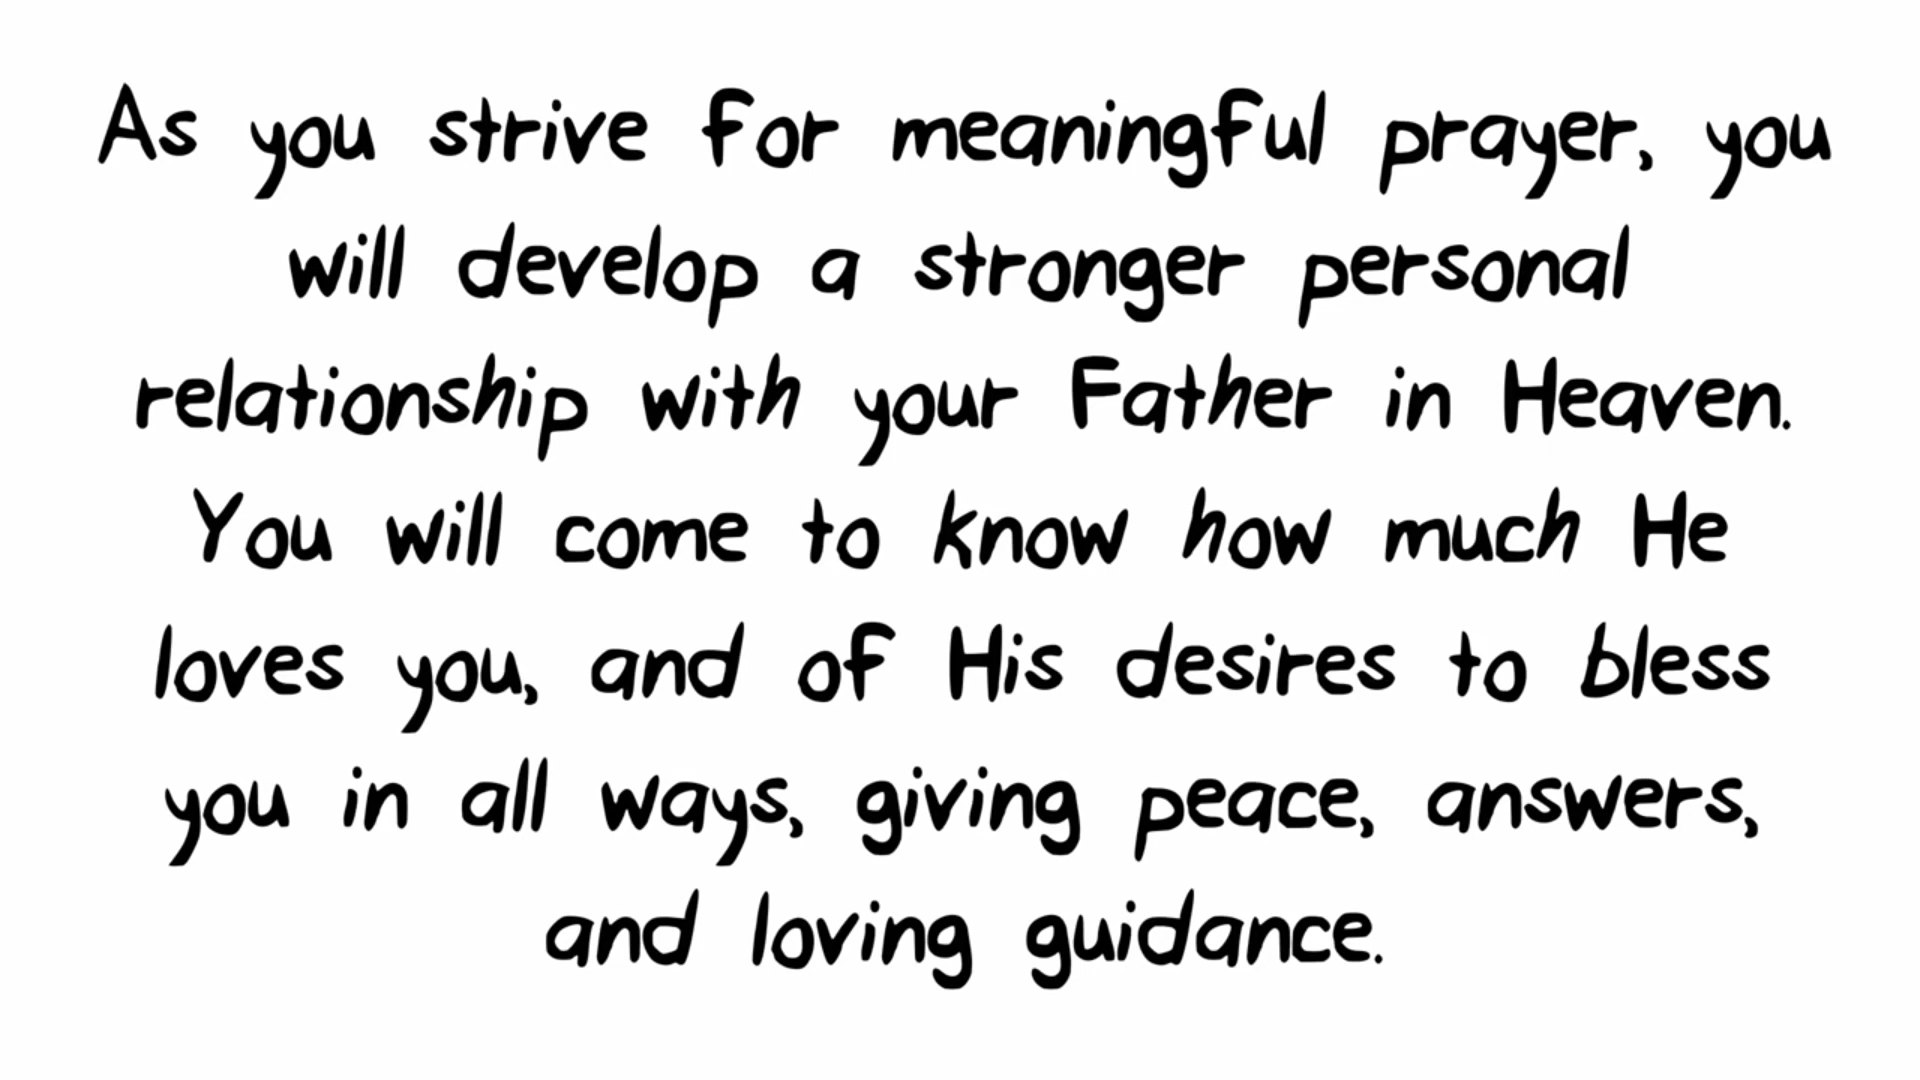 As you strive for meaningful prayer, you
will develop a stronger personal
relationship with your Father in Heaven.
You will come to know how much He
loves you, and of His desires to bless
you in all ways, giving peace, answers,
and loving guidance.